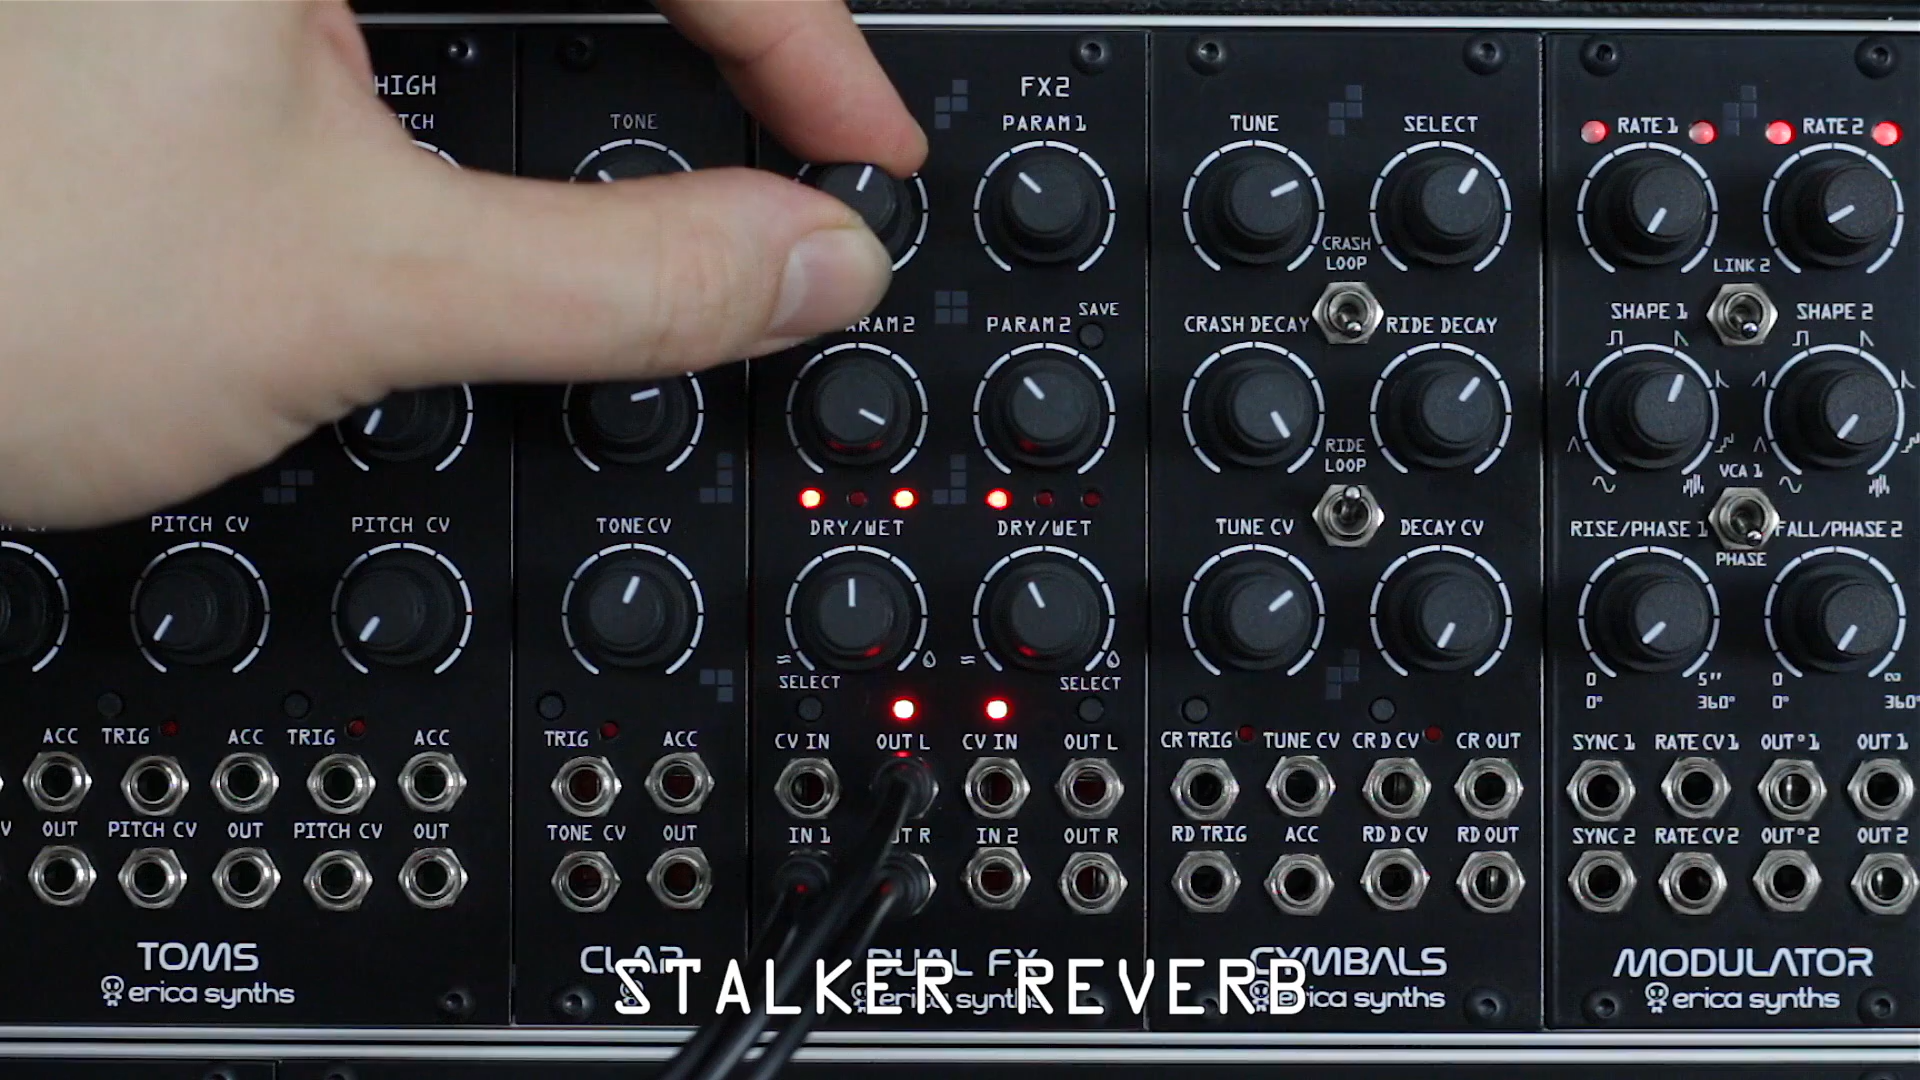 HIGH
FX2
TONE
PARAM 1
TUNE
SELECT
RATE 1
RATE 2
CRASH
LOOP
LINK 2
SAVE
SHAPE 1
SHAPE 2
PARAM 2
CRASH DECAY
RIDE DECAY
RIDE
LOOP
VCA 1
PITCH CV
PITCH CV
TONE CV
DRY/WET
DRY/WET
TUNE CV
DECAY CV
RISE/PHASE 1
FALL/PHASE 2
PHASE
SELECT
SELECT
0
5''
0
∞
0°
360°
0°
360°
ACC
TRIG
ACC
TRIG
ACC
TRIG
ACC
CV IN
OUT L
CV IN
OUT L
CR TRIG
TUNE CV
CR D CV
CR OUT
SYNC 1
RATE CV 1
OUT° 1
OUT 1
OUT
PITCH CV
OUT
PITCH CV
OUT
TONE CV
OUT
IN 1
IN 2
OUT R
RD TRIG
ACC
RD D CV
RD OUT
SYNC 2
RATE CV 2
OUT° 2
OUT 2
TOMS
CYMBALS
MODULATOR
erica synths
erica synths
STALKER REVERB